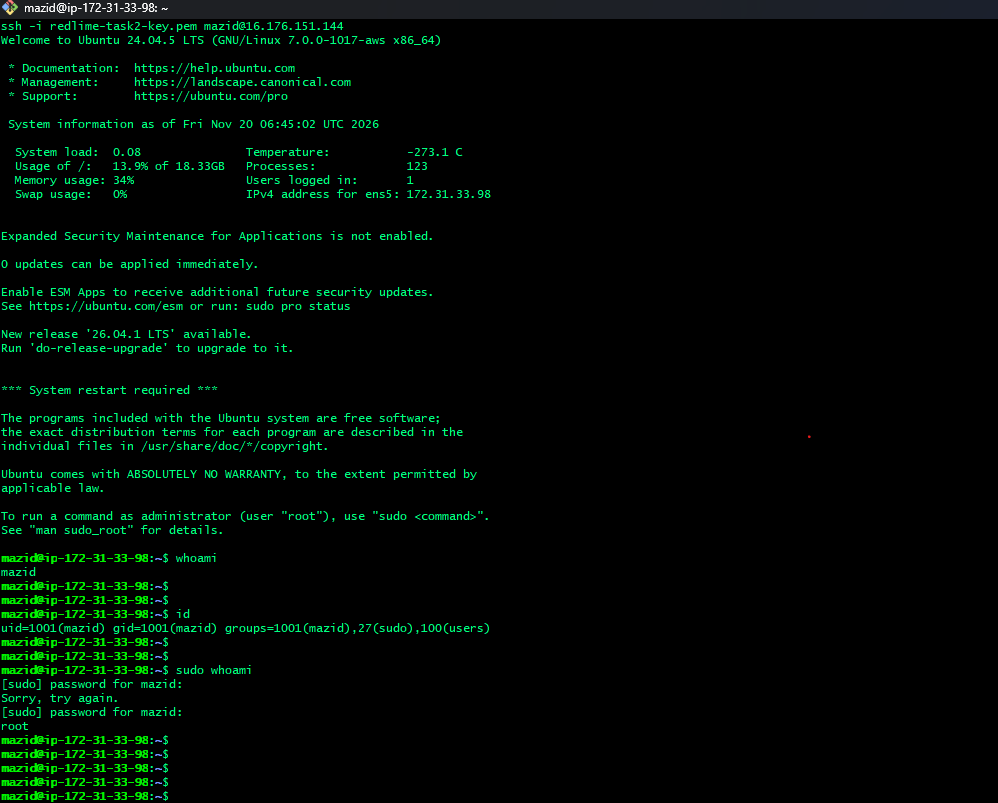 mazid@ip-172-31-33-98: ~
ssh -i redlime-task2-key.pem mazid@16.176.151.144
Welcome to Ubuntu 24.04.5 LTS (GNU/Linux 7.0.0-1017-aws x86_64)
* Documentation:  https://help.ubuntu.com
* Management:     https://landscape.canonical.com
* Support:        https://ubuntu.com/pro
System information as of Fri Nov 20 06:45:02 UTC 2026
System load:  0.08               Temperature:           -273.1 C
Usage of /:   13.9% of 18.33GB   Processes:             123
Memory usage: 34%                Users logged in:       1
Swap usage:   0%                 IPv4 address for ens5: 172.31.33.98
Expanded Security Maintenance for Applications is not enabled.
0 updates can be applied immediately.
Enable ESM Apps to receive additional future security updates.
See https://ubuntu.com/esm or run: sudo pro status
New release '26.04.1 LTS' available.
Run 'do-release-upgrade' to upgrade to it.
*** System restart required ***
The programs included with the Ubuntu system are free software;
the exact distribution terms for each program are described in the
individual files in /usr/share/doc/*/copyright.
Ubuntu comes with ABSOLUTELY NO WARRANTY, to the extent permitted by
applicable law.
To run a command as administrator (user "root"), use "sudo <command>".
See "man sudo_root" for details.
mazid@ip-172-31-33-98:~$ whoami
mazid
mazid@ip-172-31-33-98:~$
mazid@ip-172-31-33-98:~$
mazid@ip-172-31-33-98:~$ id
uid=1001(mazid) gid=1001(mazid) groups=1001(mazid),27(sudo),100(users)
mazid@ip-172-31-33-98:~$
mazid@ip-172-31-33-98:~$
mazid@ip-172-31-33-98:~$ sudo whoami
[sudo] password for mazid:
Sorry, try again.
[sudo] password for mazid:
root
mazid@ip-172-31-33-98:~$
mazid@ip-172-31-33-98:~$
mazid@ip-172-31-33-98:~$
mazid@ip-172-31-33-98:~$
mazid@ip-172-31-33-98:~$